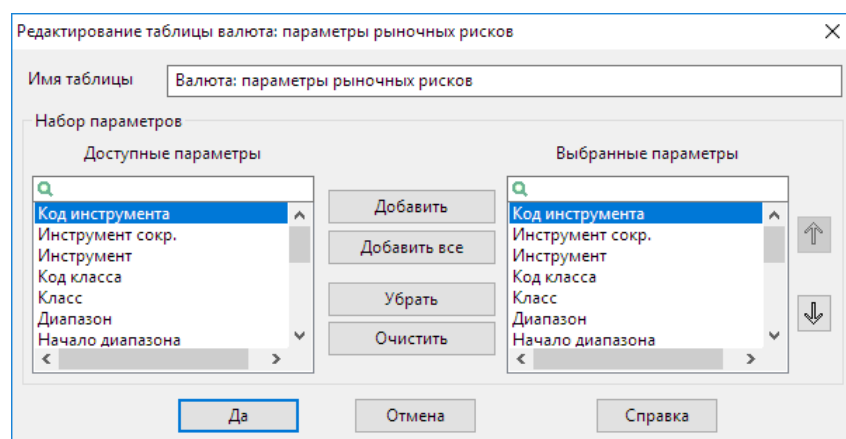 Редактирование таблицы валюта: параметры рыночных рисков
Имя таблицы
Валюта: параметры рыночных рисков
Набор параметров
Доступные параметры
Код инструмента
Инструмент сокр.
Инструмент
Код класса
Класс
Диапазон
Начало диапазона
Добавить
Добавить все
Убрать
Очистить
Выбранные параметры
Код инструмента
Инструмент сокр.
Инструмент
Код класса
Класс
Диапазон
Начало диапазона
Да
Отмена
Справка